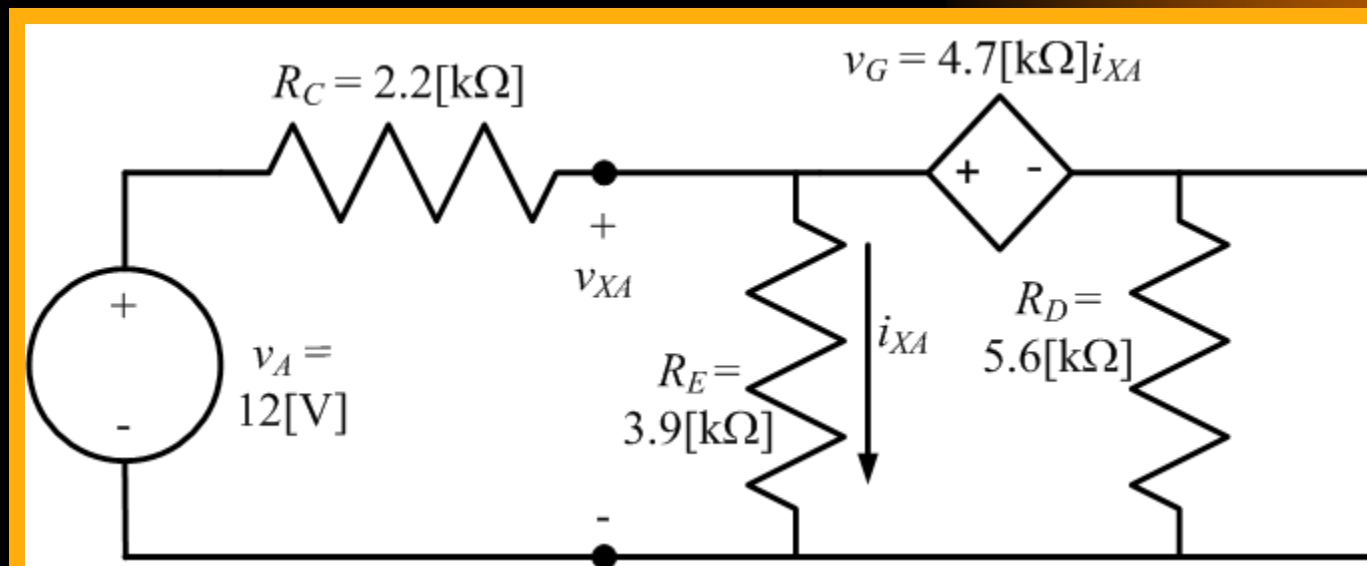 v_G = 4.7[kΩ]i_XA
R_C = 2.2[kΩ]
+ -
+
v_XA
-
+
v_A =
12[V]
-
R_E =
3.9[kΩ]
i_XA
R_D =
5.6[kΩ]